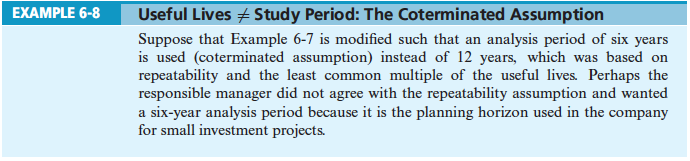 EXAMPLE 6-8 Useful Lives ≠ Study Period: The Coterminated Assumption
Suppose that Example 6-7 is modified such that an analysis period of six years
is used (coterminated assumption) instead of 12 years, which was based on
repeatability and the least common multiple of the useful lives. Perhaps the
responsible manager did not agree with the repeatability assumption and wanted
a six-year analysis period because it is the planning horizon used in the company
for small investment projects.